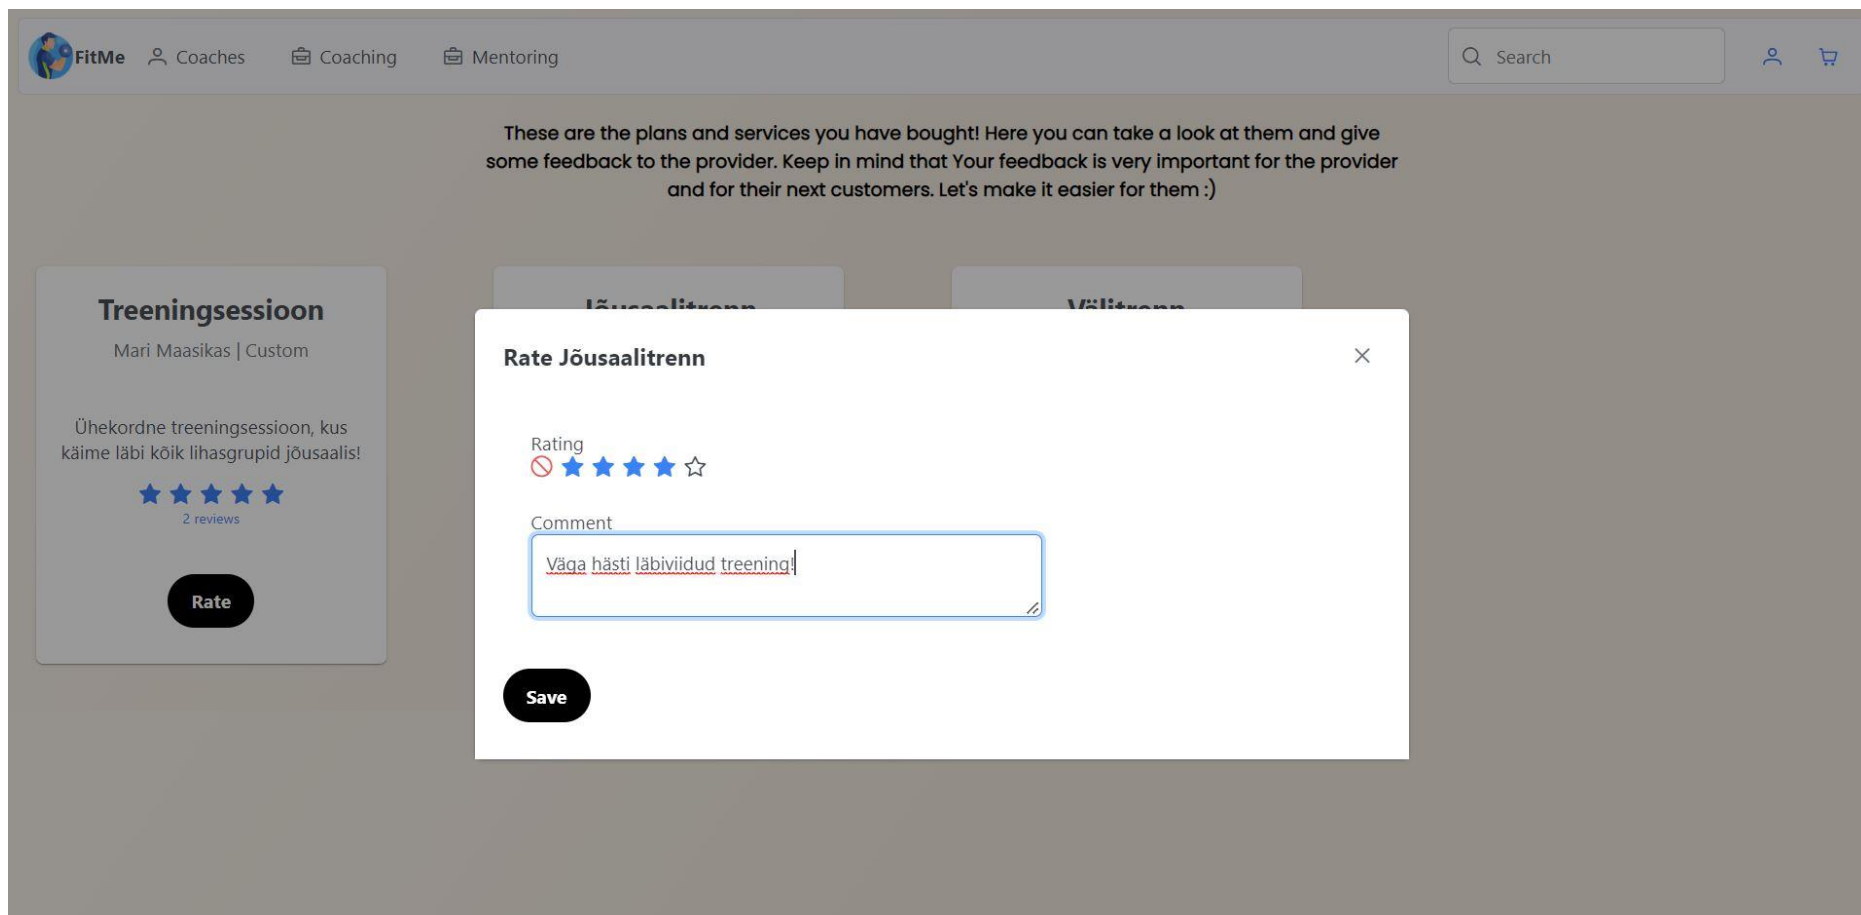 FitMe
Coaches
Coaching
Mentoring
Search
These are the plans and services you have bought! Here you can take a look at them and give
some feedback to the provider. Keep in mind that Your feedback is very important for the provider
and for their next customers. Let's make it easier for them :)
Treeningsessioon
Mari Maasikas | Custom
Ühekordne treeningsessioon, kus
käime läbi kõik lihasgrupid jõusaalis!
2 reviews
Rate
Jõusaalitrenn
Välitrenn
Rate Jõusaalitrenn
Rating
Comment
Väga hästi läbiviidud treening!
Save